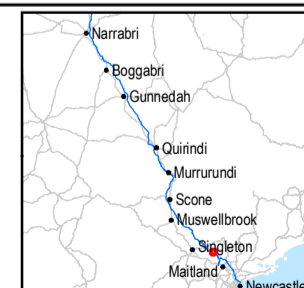 Narrabri
Boggabri
Gunnedah
Quirindi
Murrurundi
Scone
Muswellbrook
Singleton
Maitland
Newcastle